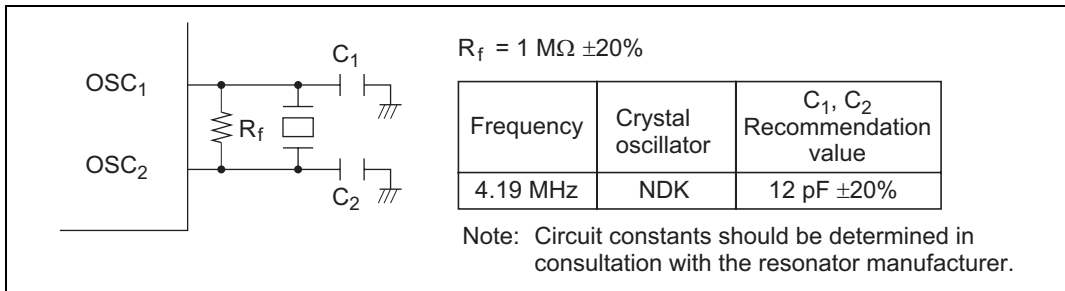 OSC1
OSC2
Rf
C1
C2
Rf = 1 MΩ ±20%
Frequency
Crystal
oscillator
C1, C2
Recommendation
value
4.19 MHz
NDK
12 pF ±20%
Note: Circuit constants should be determined in
consultation with the resonator manufacturer.